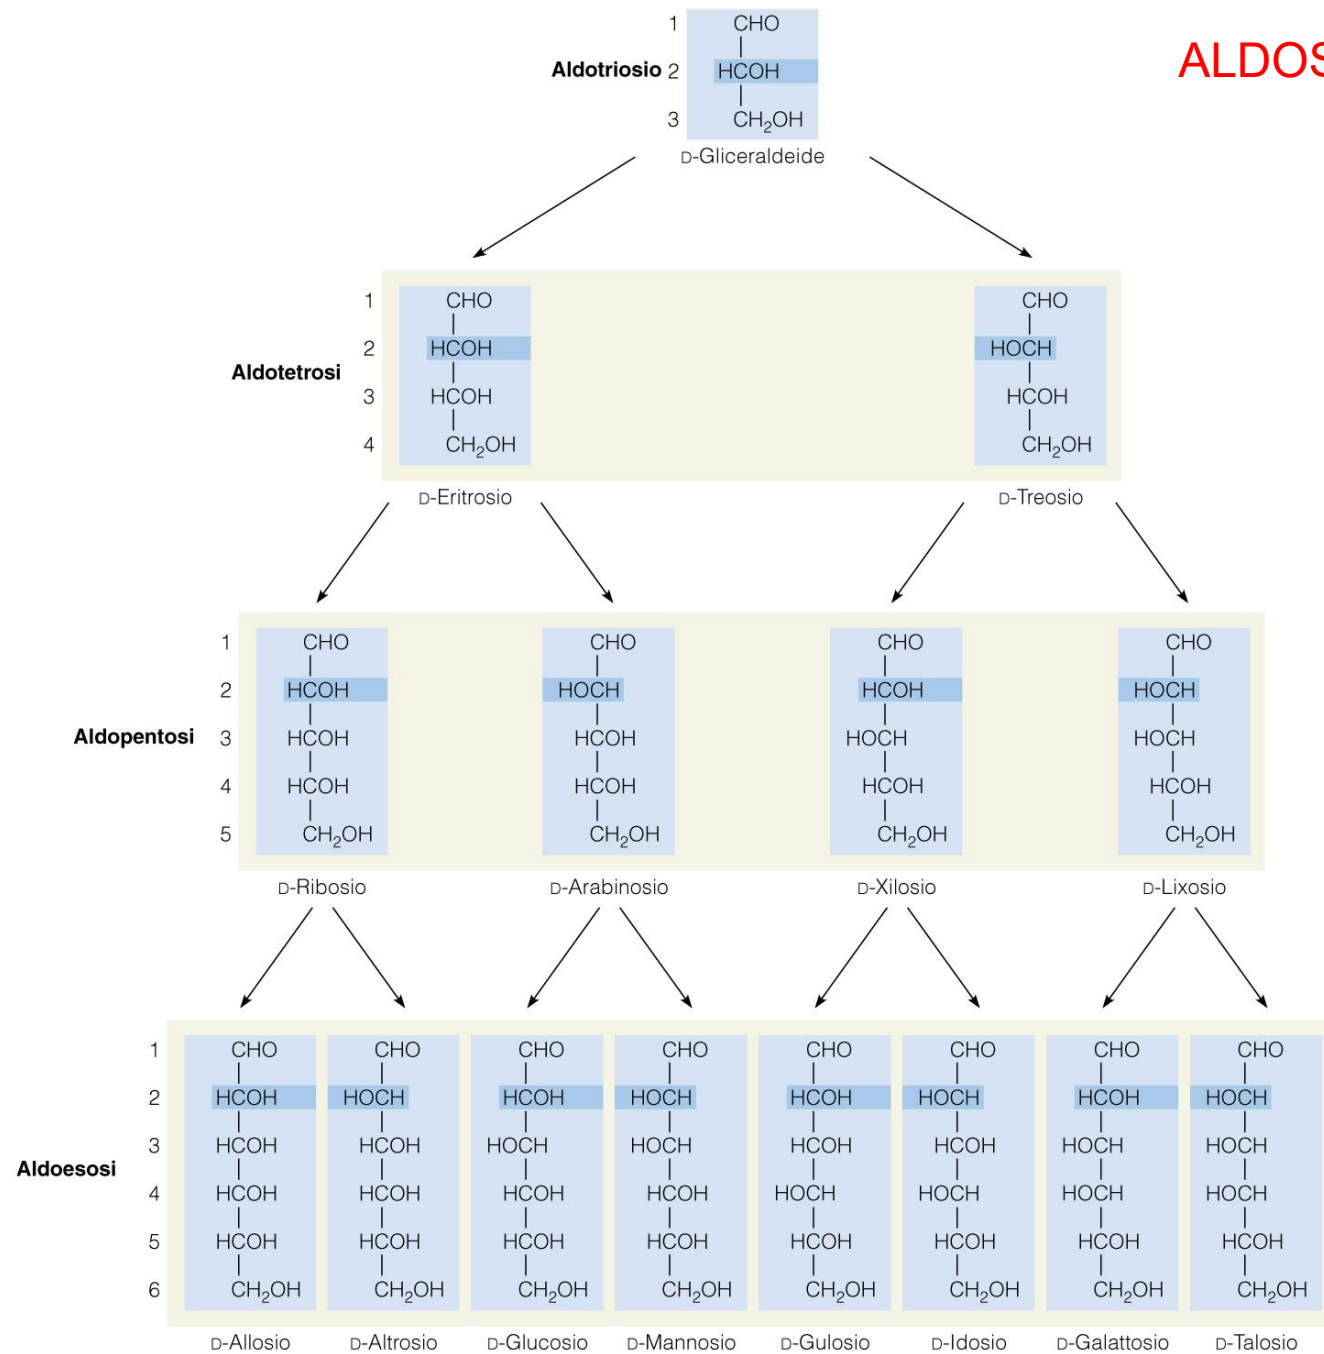 ALDOS
1 CHO
Aldotriosio 2 HCOH
3 CH₂OH
D-Gliceraldeide
1 CHO CHO
2 HCOH HOCH
Aldotetrosi
3 HCOH HCOH
4 CH₂OH CH₂OH
D-Eritrosio D-Treosio
1 CHO CHO CHO CHO
2 HCOH HOCH HCOH HOCH
Aldopentosi 3 HCOH HCOH HOCH HOCH
4 HCOH HCOH HCOH HCOH
5 CH₂OH CH₂OH CH₂OH CH₂OH
D-Ribosio D-Arabinosio D-Xilosio D-Lixosio
1 CHO CHO CHO CHO CHO CHO CHO CHO
2 HCOH HOCH HCOH HOCH HCOH HOCH HCOH HOCH
3 HCOH HCOH HOCH HOCH HCOH HCOH HOCH HOCH
Aldoesosi
4 HCOH HCOH HCOH HCOH HOCH HOCH HOCH HOCH
5 HCOH HCOH HCOH HCOH HCOH HCOH HCOH HCOH
6 CH₂OH CH₂OH CH₂OH CH₂OH CH₂OH CH₂OH CH₂OH CH₂OH
D-Allosio D-Altrosio D-Glucosio D-Mannosio D-Gulosio D-Idosio D-Galattosio D-Talosio